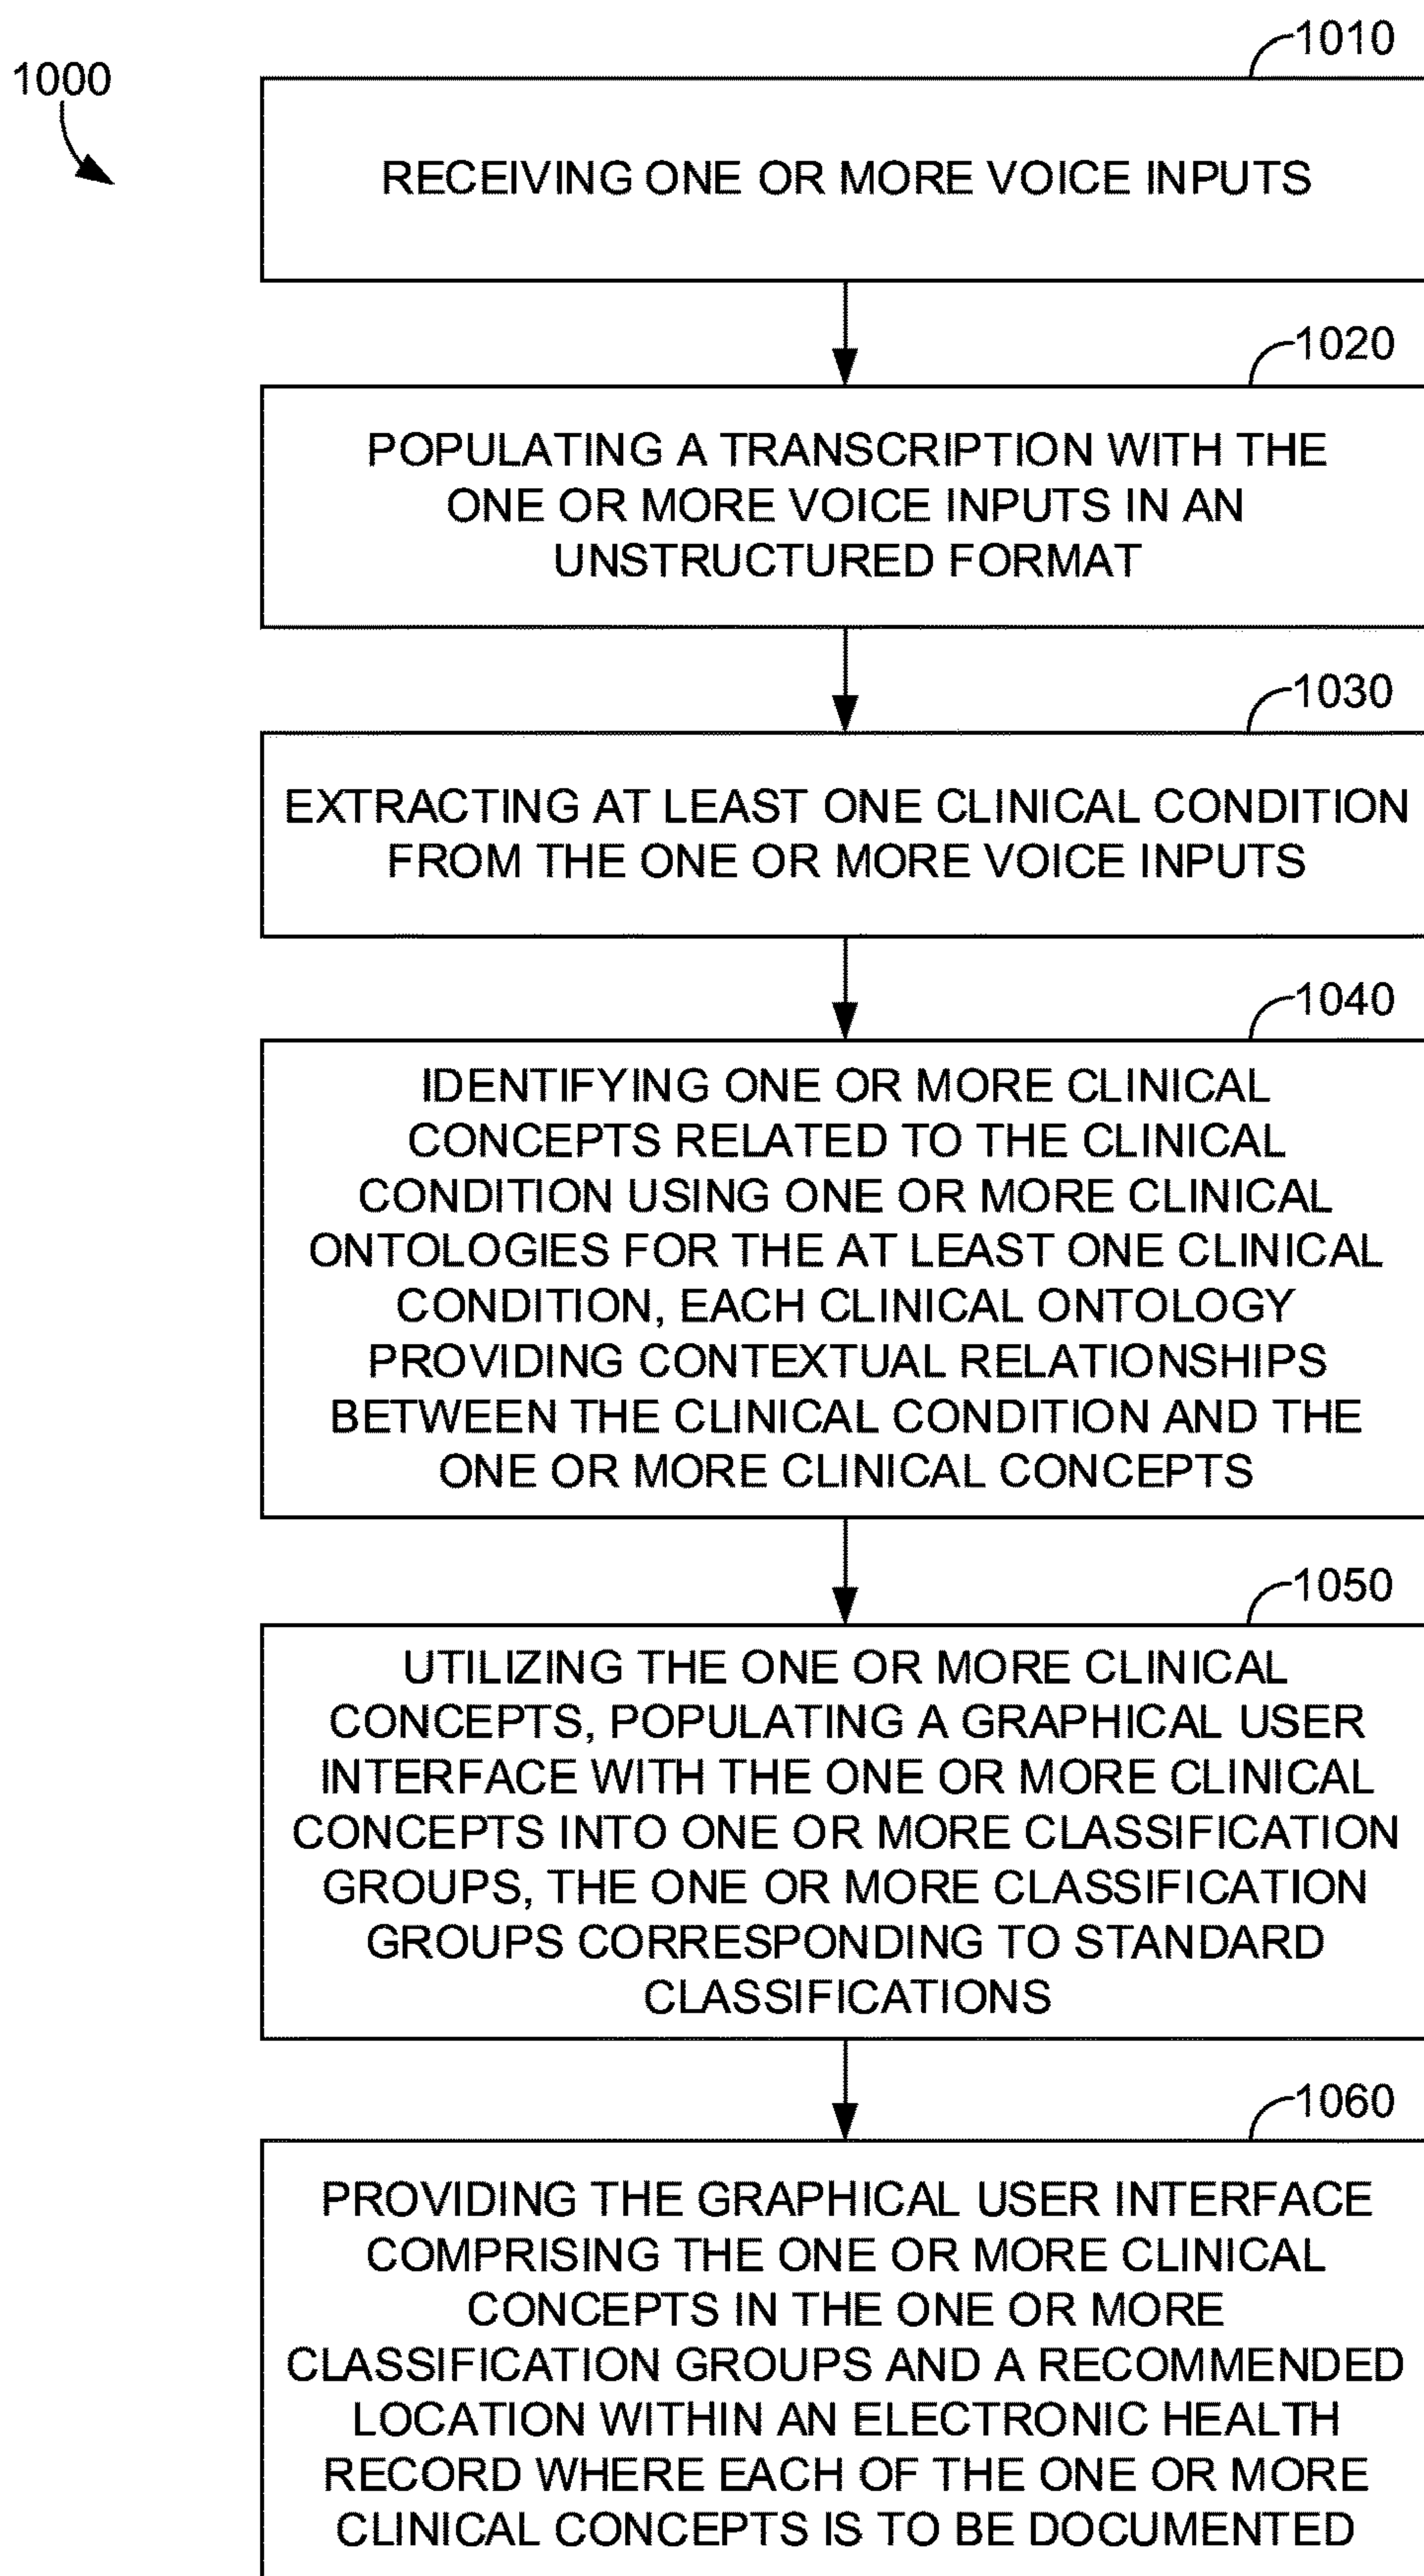 1000
1010
RECEIVING ONE OR MORE VOICE INPUTS
1020
POPULATING A TRANSCRIPTION WITH THE
ONE OR MORE VOICE INPUTS IN AN
UNSTRUCTURED FORMAT
1030
EXTRACTING AT LEAST ONE CLINICAL CONDITION
FROM THE ONE OR MORE VOICE INPUTS
1040
IDENTIFYING ONE OR MORE CLINICAL
CONCEPTS RELATED TO THE CLINICAL
CONDITION USING ONE OR MORE CLINICAL
ONTOLOGIES FOR THE AT LEAST ONE CLINICAL
CONDITION, EACH CLINICAL ONTOLOGY
PROVIDING CONTEXTUAL RELATIONSHIPS
BETWEEN THE CLINICAL CONDITION AND THE
ONE OR MORE CLINICAL CONCEPTS
1050
UTILIZING THE ONE OR MORE CLINICAL
CONCEPTS, POPULATING A GRAPHICAL USER
INTERFACE WITH THE ONE OR MORE CLINICAL
CONCEPTS INTO ONE OR MORE CLASSIFICATION
GROUPS, THE ONE OR MORE CLASSIFICATION
GROUPS CORRESPONDING TO STANDARD
CLASSIFICATIONS
1060
PROVIDING THE GRAPHICAL USER INTERFACE
COMPRISING THE ONE OR MORE CLINICAL
CONCEPTS IN THE ONE OR MORE
CLASSIFICATION GROUPS AND A RECOMMENDED
LOCATION WITHIN AN ELECTRONIC HEALTH
RECORD WHERE EACH OF THE ONE OR MORE
CLINICAL CONCEPTS IS TO BE DOCUMENTED